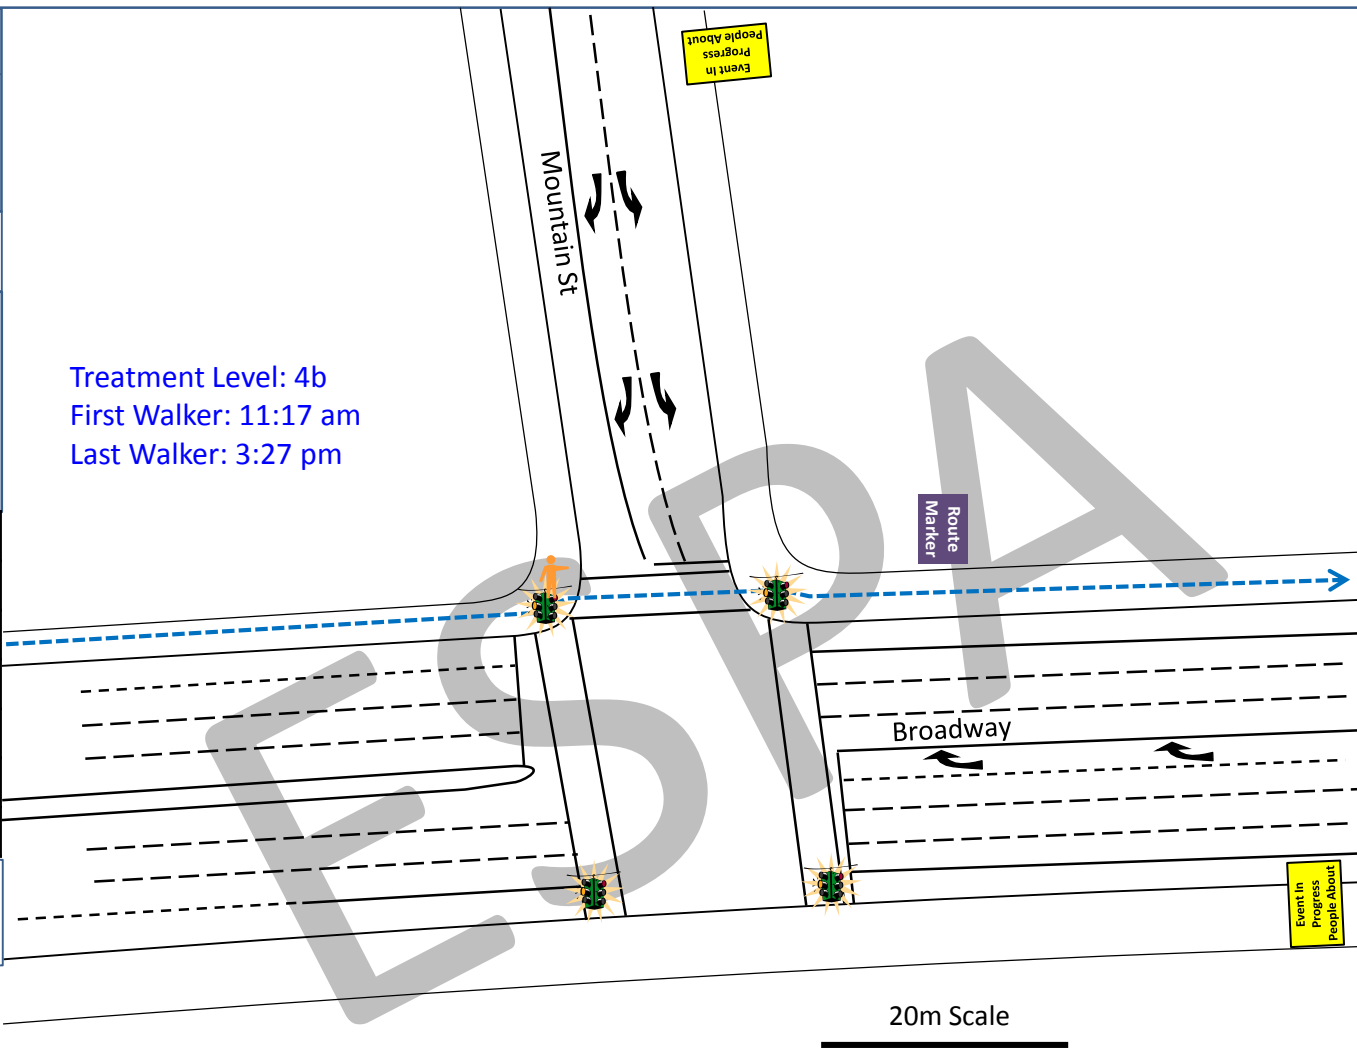 People About
Progress
Event In
Mountain St
Treatment Level: 4b
First Walker: 11:17 am
Last Walker: 3:27 pm
Route
Marker
ESPA
Broadway
Event In
Progress
People About
20m Scale